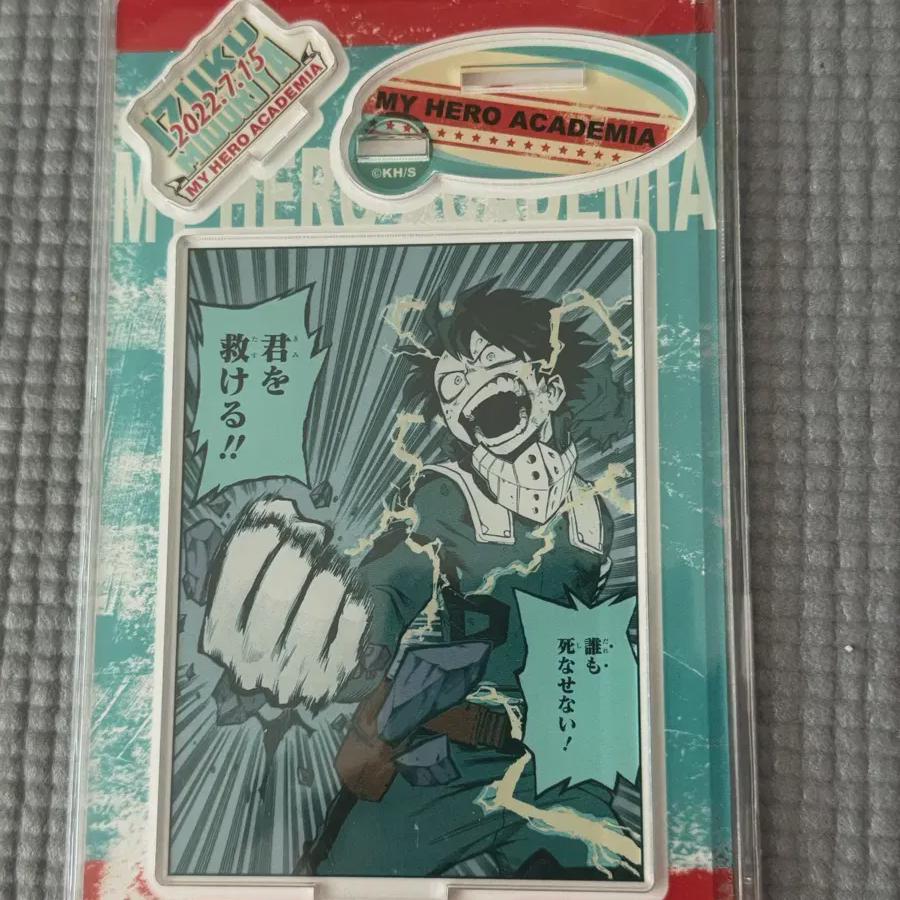 IZUKU
2022.7.15
MIDORIYA
MY HERO ACADEMIA
MY HERO ACADEMIA
©KH/S
MY HERO ACADEMIA
君を
救ける!!
誰も
死なせない!